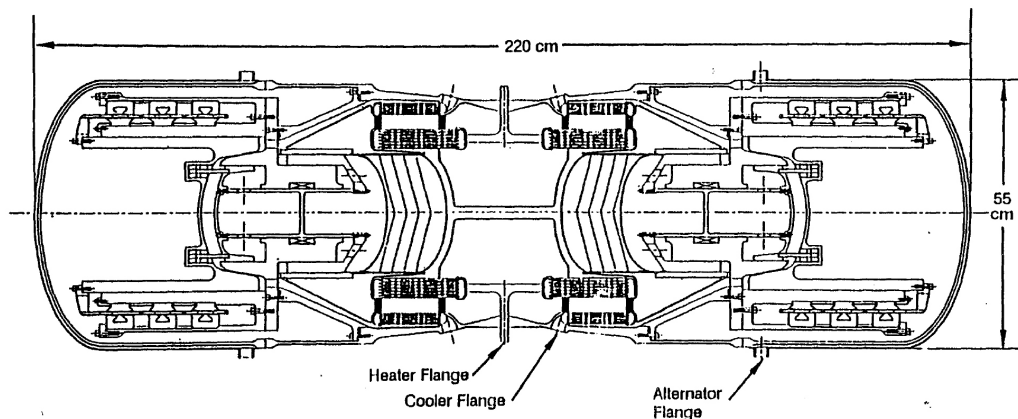 220 cm
55
cm
Heater Flange
Cooler Flange
Alternator
Flange